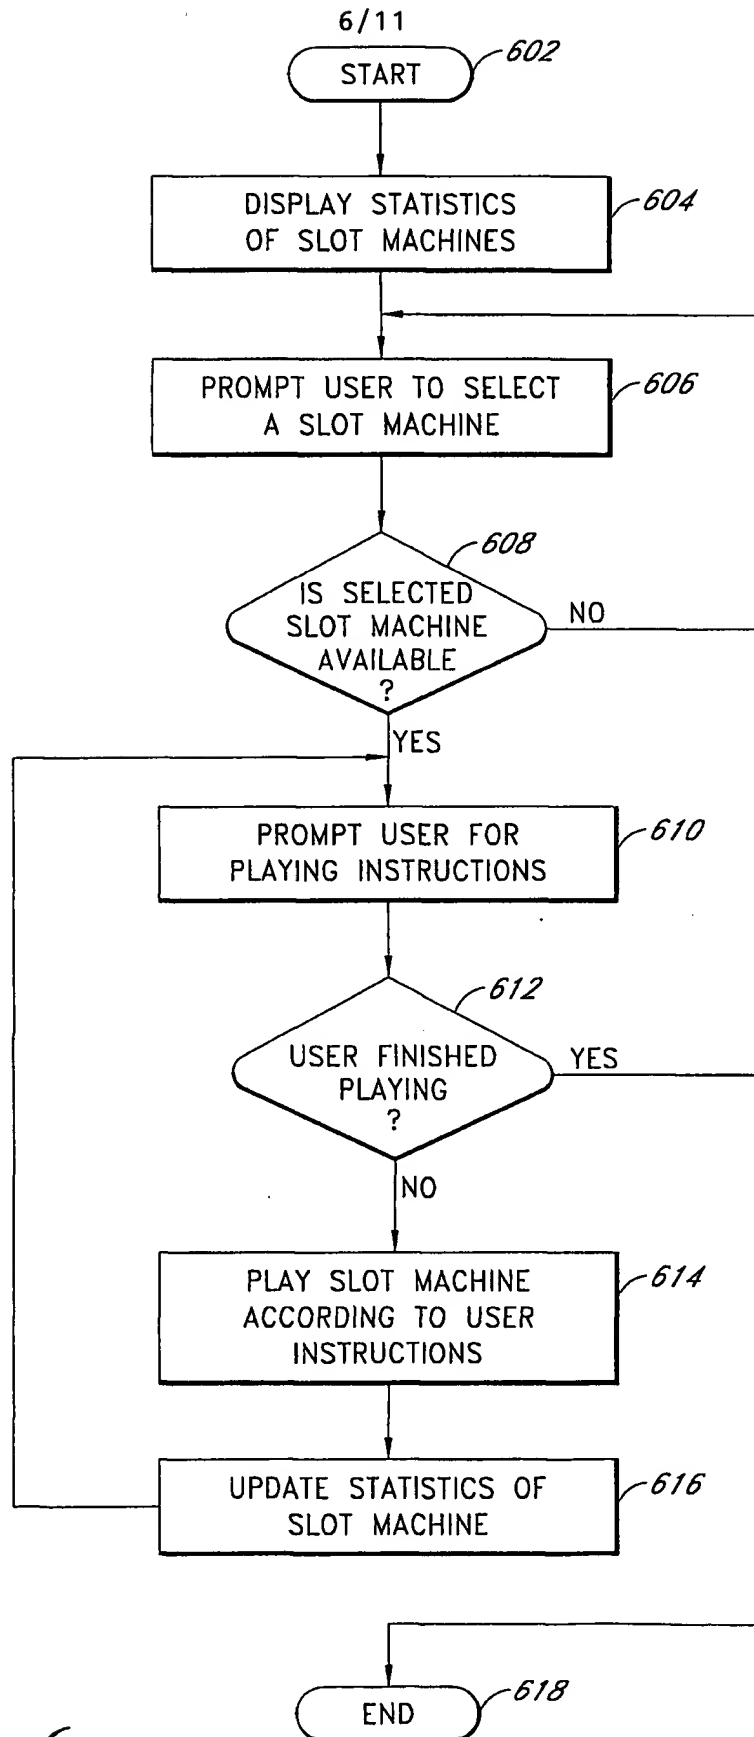 6/11
START
602
DISPLAY STATISTICS
OF SLOT MACHINES
604
PROMPT USER TO SELECT
A SLOT MACHINE
606
608
IS SELECTED
SLOT MACHINE
AVAILABLE
?
NO
YES
PROMPT USER FOR
PLAYING INSTRUCTIONS
610
612
USER FINISHED
PLAYING
?
YES
NO
PLAY SLOT MACHINE
ACCORDING TO USER
INSTRUCTIONS
614
UPDATE STATISTICS OF
SLOT MACHINE
616
END
618